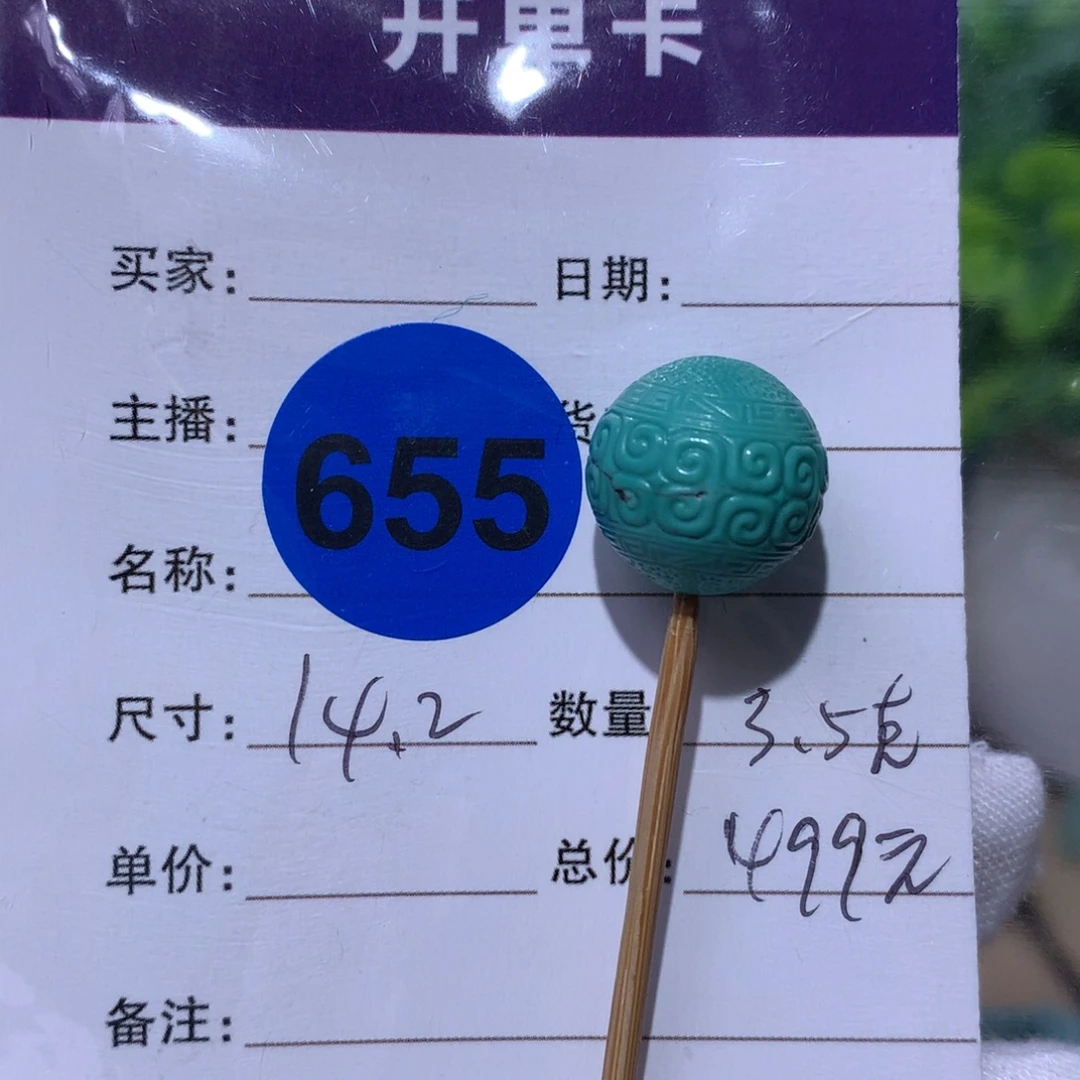 开单卡
买家： 日期：
主播： 655 货
名称：
尺寸： 14.2 数量 3.5克
单价： 总价： 499元
备注：